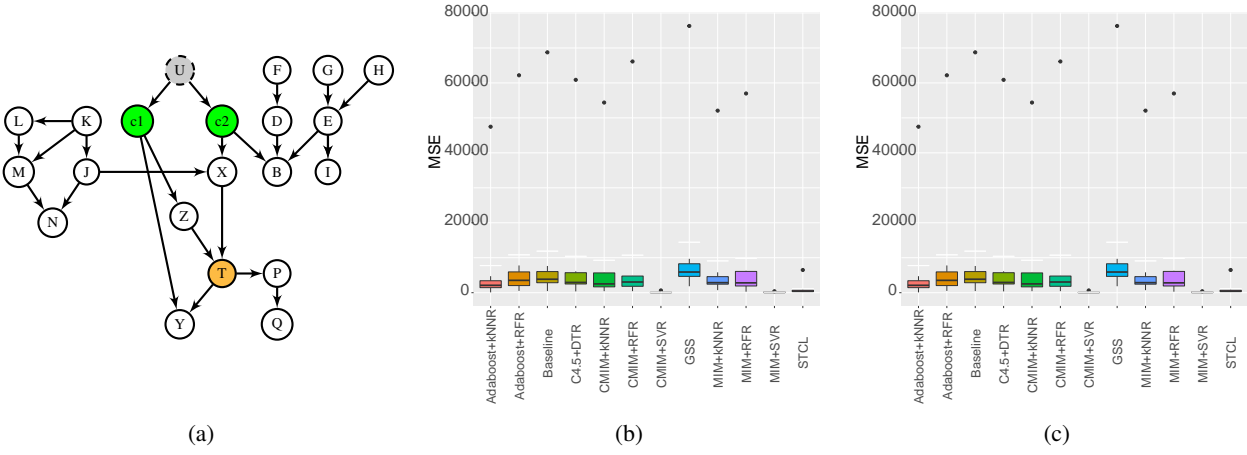 U
F
G
H
L
K
c1
c2
D
E
M
J
X
B
I
N
Z
T
P
Y
Q
(a)
80000
60000
40000
20000
0
MSE
Adaboost+kNNR
Adaboost+RFR
Baseline
C4.5+DTR
CMIM+kNNR
CMIM+RFR
CMIM+SVR
GSS
MIM+kNNR
MIM+RFR
MIM+SVR
STCL
(b)
80000
60000
40000
20000
0
MSE
Adaboost+kNNR
Adaboost+RFR
Baseline
C4.5+DTR
CMIM+kNNR
CMIM+RFR
CMIM+SVR
GSS
MIM+kNNR
MIM+RFR
MIM+SVR
STCL
(c)